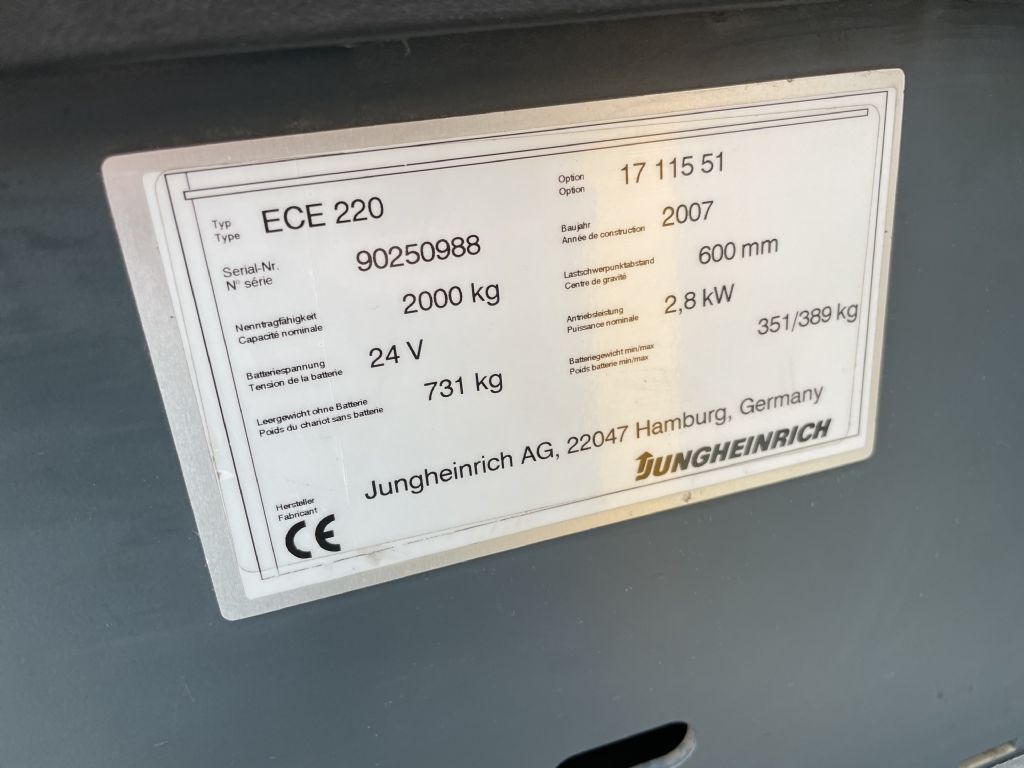 Typ
Type
ECE 220
Option
Option
17 115 51
Serial-Nr.
N° série
90250988
Baujahr
Année de construction
2007
Nenntragfähigkeit
Capacité nominale
2000 kg
Lastschwerpunktabstand
Centre de gravité
600 mm
Batteriespannung
Tension de la batterie
24 V
Antriebsleistung
Puissance nominale
2,8 kW
Leergewicht ohne Batterie
Poids du chariot sans batterie
731 kg
Batteriegewicht min/max
Poids batterie min/max
351/389 kg
Hersteller
Fabricant
Jungheinrich AG, 22047 Hamburg, Germany
CE
JUNGHEINRICH